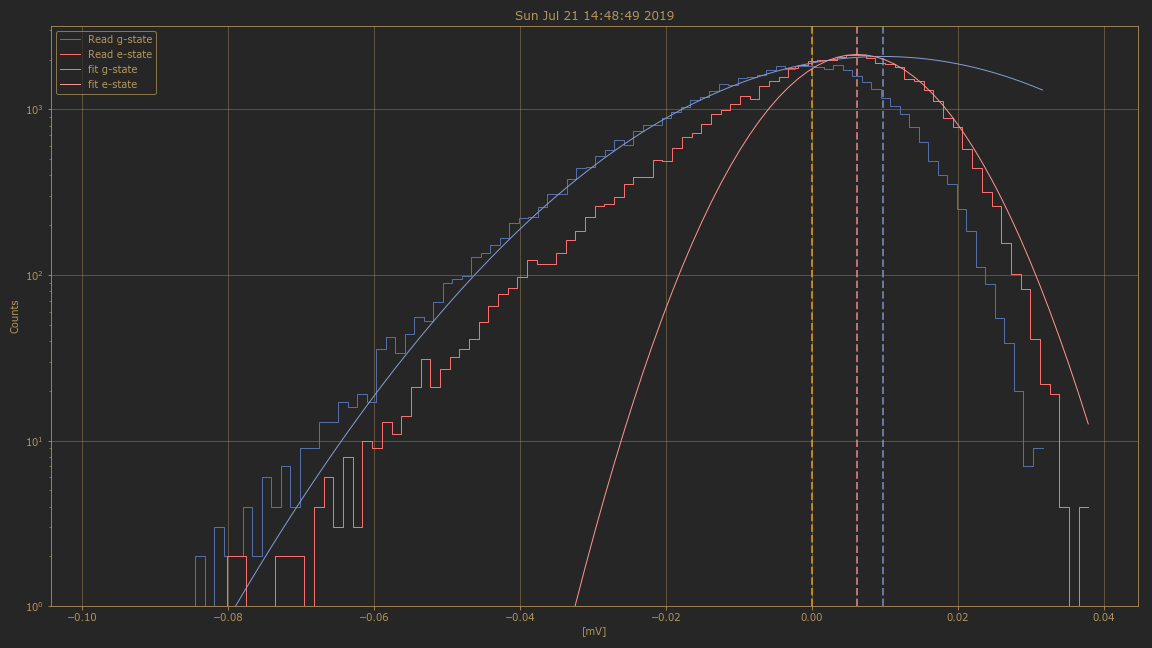 Sun Jul 21 14:48:49 2019
Read g-state
Read e-state
fit g-state
fit e-state
Counts
10³
10²
10¹
10⁰
−0.10 −0.08 −0.06 −0.04 −0.02 0.00 0.02 0.04
[mV]